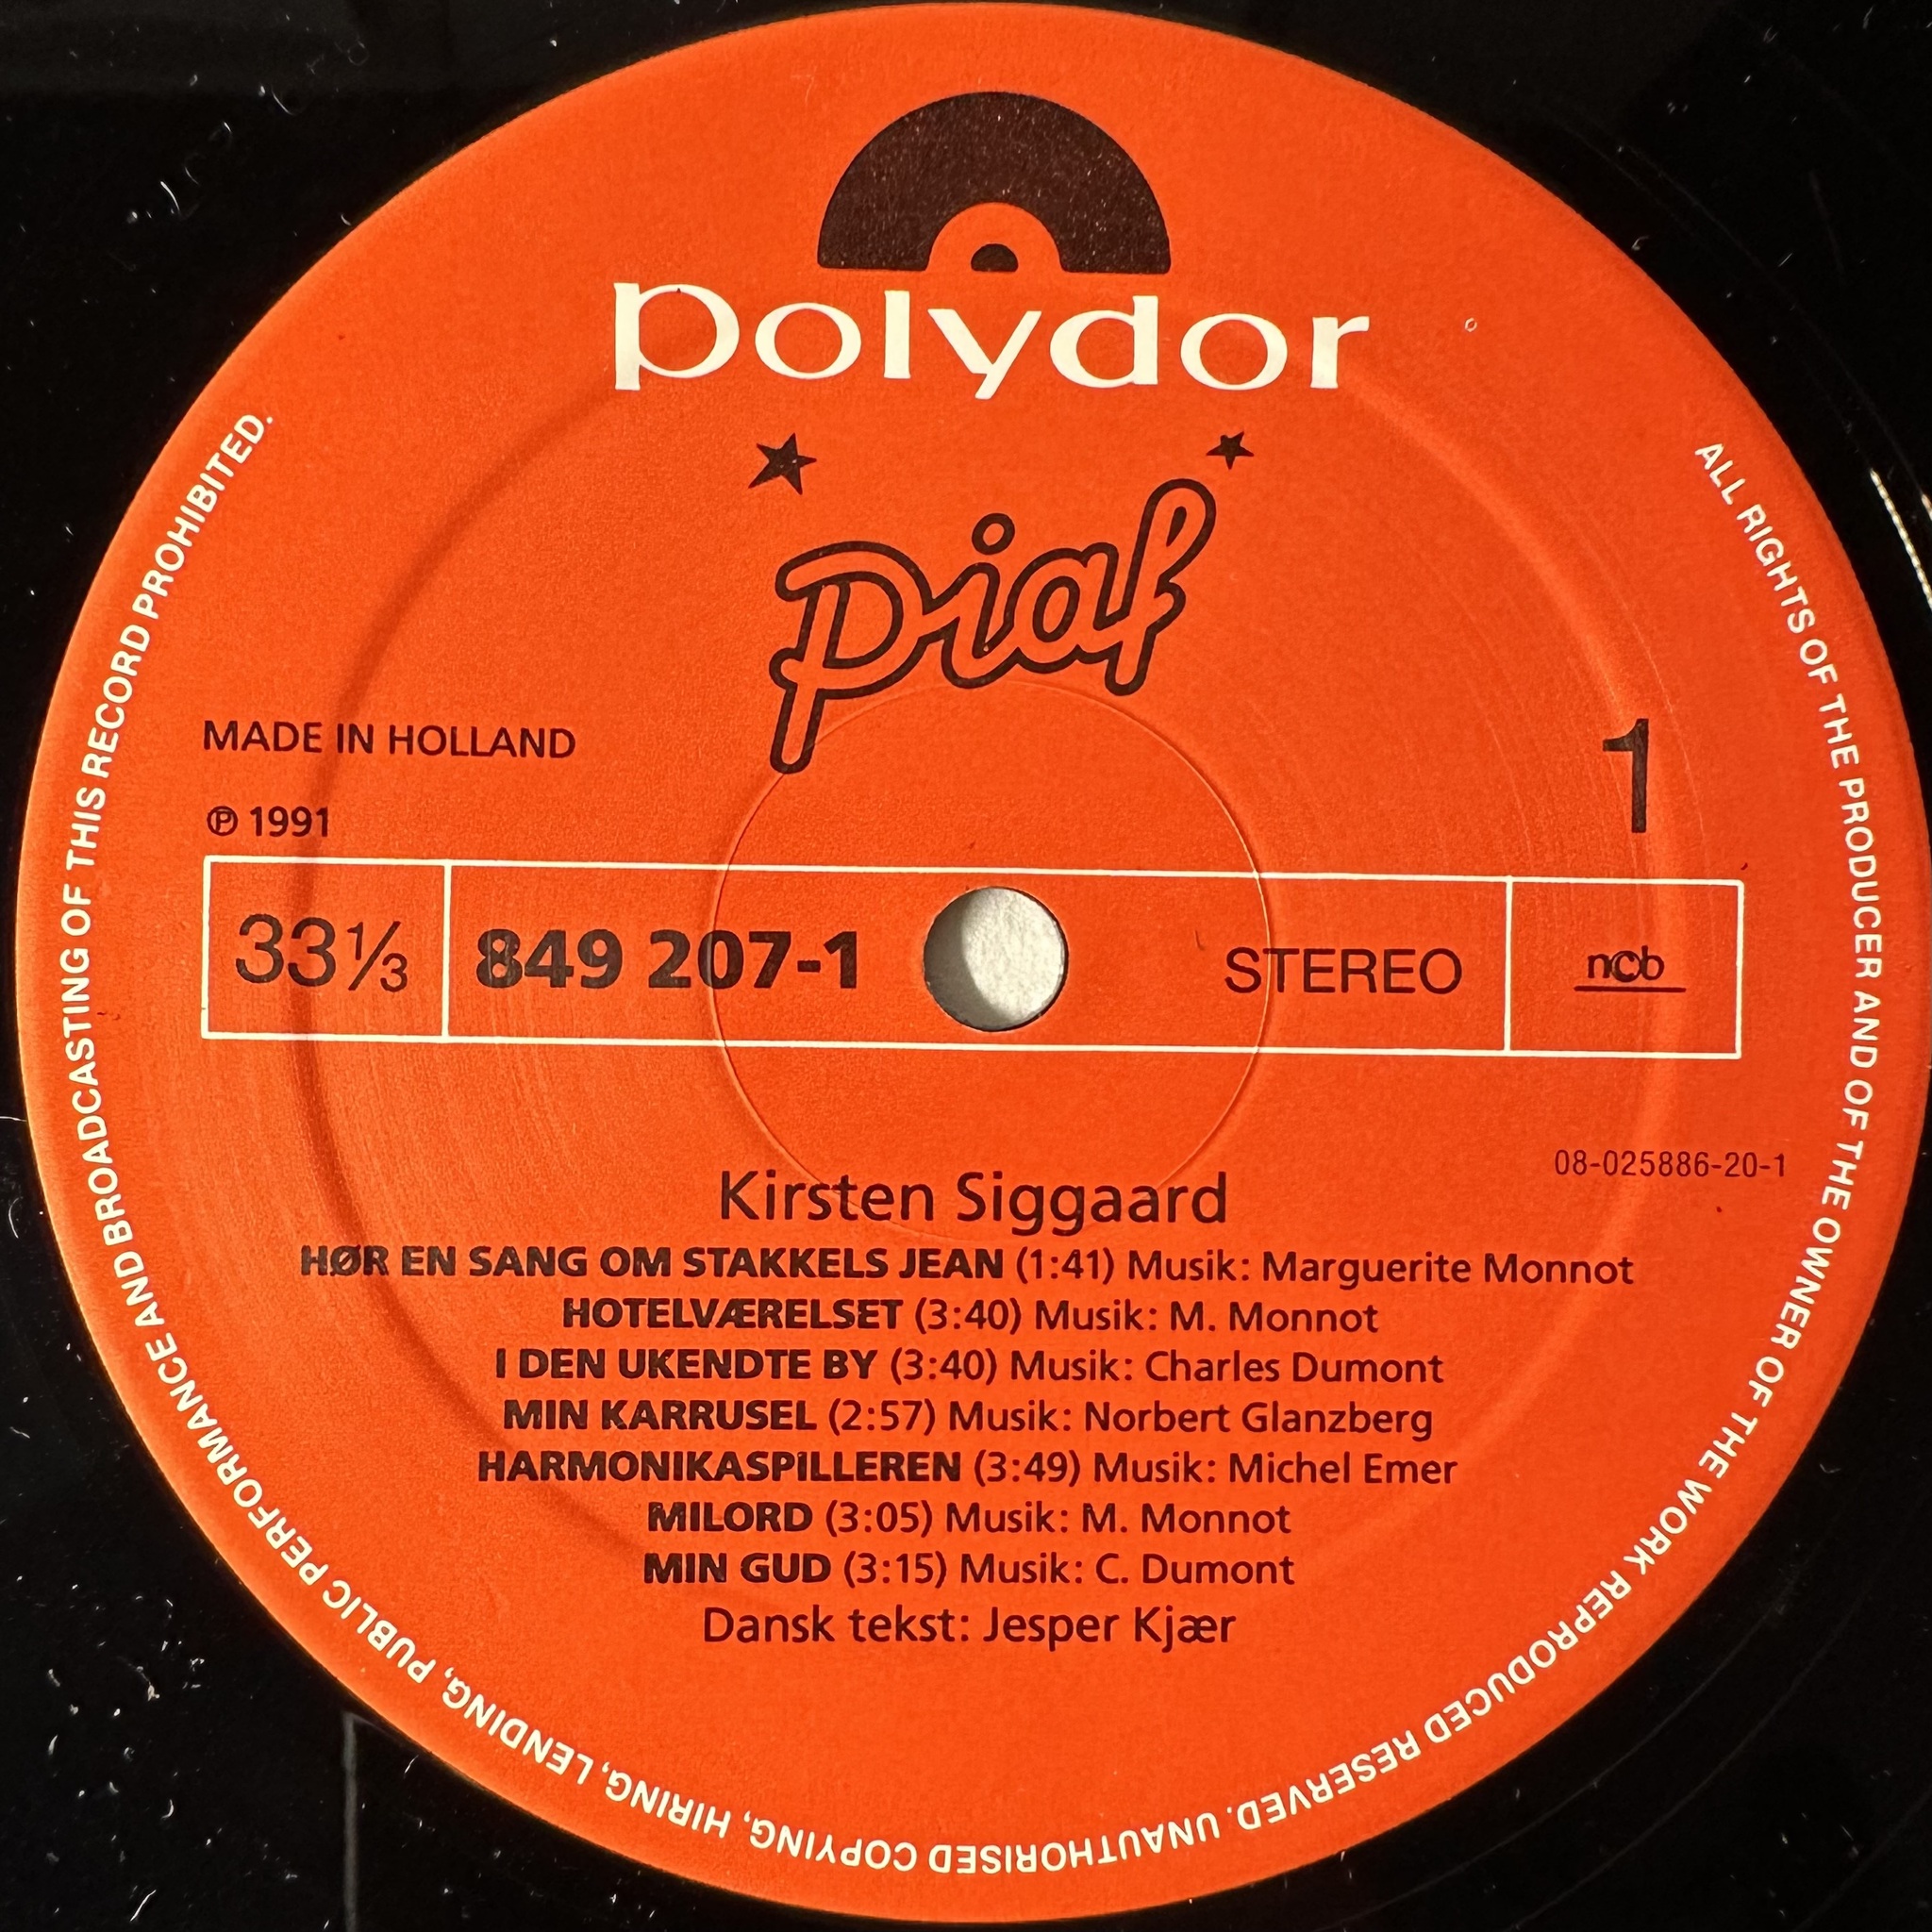 polydor
piaf
MADE IN HOLLAND
1
℗ 1991
33⅓ 849 207-1 STEREO ncb
08-025886-20-1
Kirsten Siggaard
HØR EN SANG OM STAKKELS JEAN (1:41) Musik: Marguerite Monnot
HOTELVÆRELSET (3:40) Musik: M. Monnot
I DEN UKENDTE BY (3:40) Musik: Charles Dumont
MIN KARRUSEL (2:57) Musik: Norbert Glanzberg
HARMONIKASPILLEREN (3:49) Musik: Michel Emer
MILORD (3:05) Musik: M. Monnot
MIN GUD (3:15) Musik: C. Dumont
Dansk tekst: Jesper Kjær
ALL RIGHTS OF THE PRODUCER AND OF THE OWNER OF THE WORK REPRODUCED RESERVED. UNAUTHORISED COPYING, HIRING, LENDING, PUBLIC PERFORMANCE AND BROADCASTING OF THIS RECORD PROHIBITED.